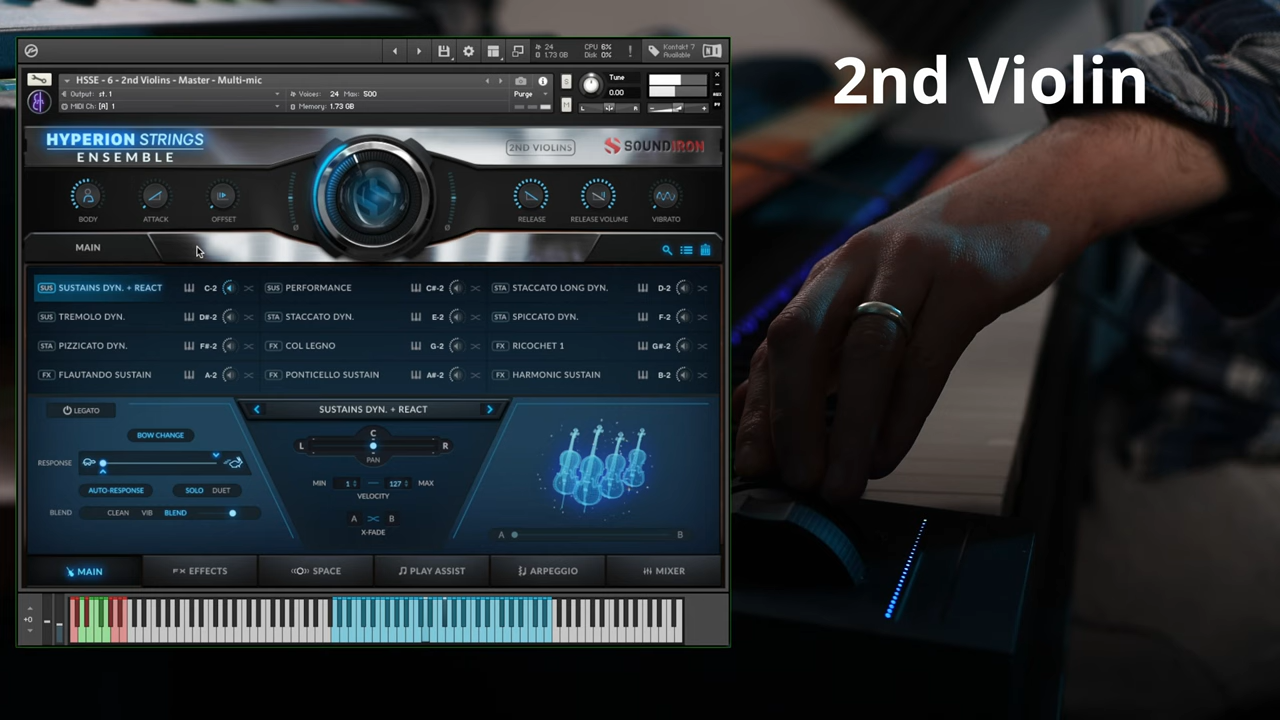 2nd Violin
24
1.73 GB
CPU 6%
Disk 0%
!
Kontakt 7
Available
HSSE - 6 - 2nd Violins - Master - Multi-mic
Output: st.1
Voices: 24 Max: 500
Purge
MIDI Ch: [A] 1
Memory: 1.73 GB
S
M
Tune
0.00
L R
HYPERION STRINGS
ENSEMBLE
2ND VIOLINS
SOUNDIRON
BODY ATTACK OFFSET
RELEASE RELEASE VOLUME VIBRATO
MAIN
SUS SUSTAINS DYN. + REACT C-2
SUS PERFORMANCE C#-2
STA STACCATO LONG DYN. D-2
SUS TREMOLO DYN. D#-2
STA STACCATO DYN. E-2
STA SPICCATO DYN. F-2
STA PIZZICATO DYN. F#-2
FX COL LEGNO G-2
FX RICOCHET 1 G#-2
FX FLAUTANDO SUSTAIN A-2
FX PONTICELLO SUSTAIN A#-2
FX HARMONIC SUSTAIN B-2
LEGATO
BOW CHANGE
RESPONSE
AUTO-RESPONSE SOLO DUET
BLEND CLEAN VIB BLEND
SUSTAINS DYN. + REACT
C
L R
PAN
MIN 1 127 MAX
VELOCITY
A B
X-FADE
A B
MAIN EFFECTS SPACE PLAY ASSIST ARPEGGIO MIXER
+0